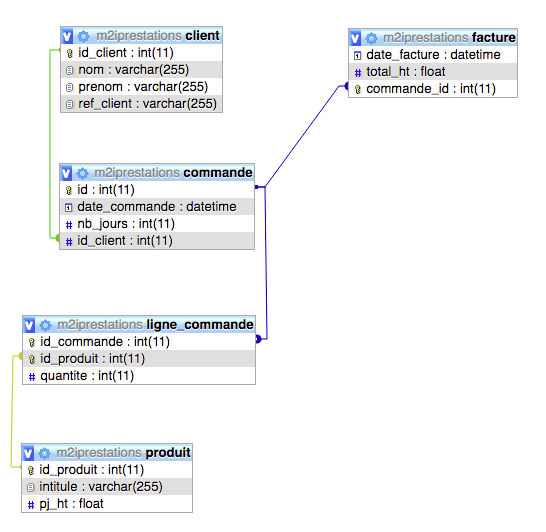 m2iprestations client
id_client : int(11)
nom : varchar(255)
prenom : varchar(255)
ref_client : varchar(255)
m2iprestations facture
date_facture : datetime
total_ht : float
commande_id : int(11)
m2iprestations commande
id : int(11)
date_commande : datetime
nb_jours : int(11)
id_client : int(11)
m2iprestations ligne_commande
id_commande : int(11)
id_produit : int(11)
quantite : int(11)
m2iprestations produit
id_produit : int(11)
intitule : varchar(255)
pj_ht : float